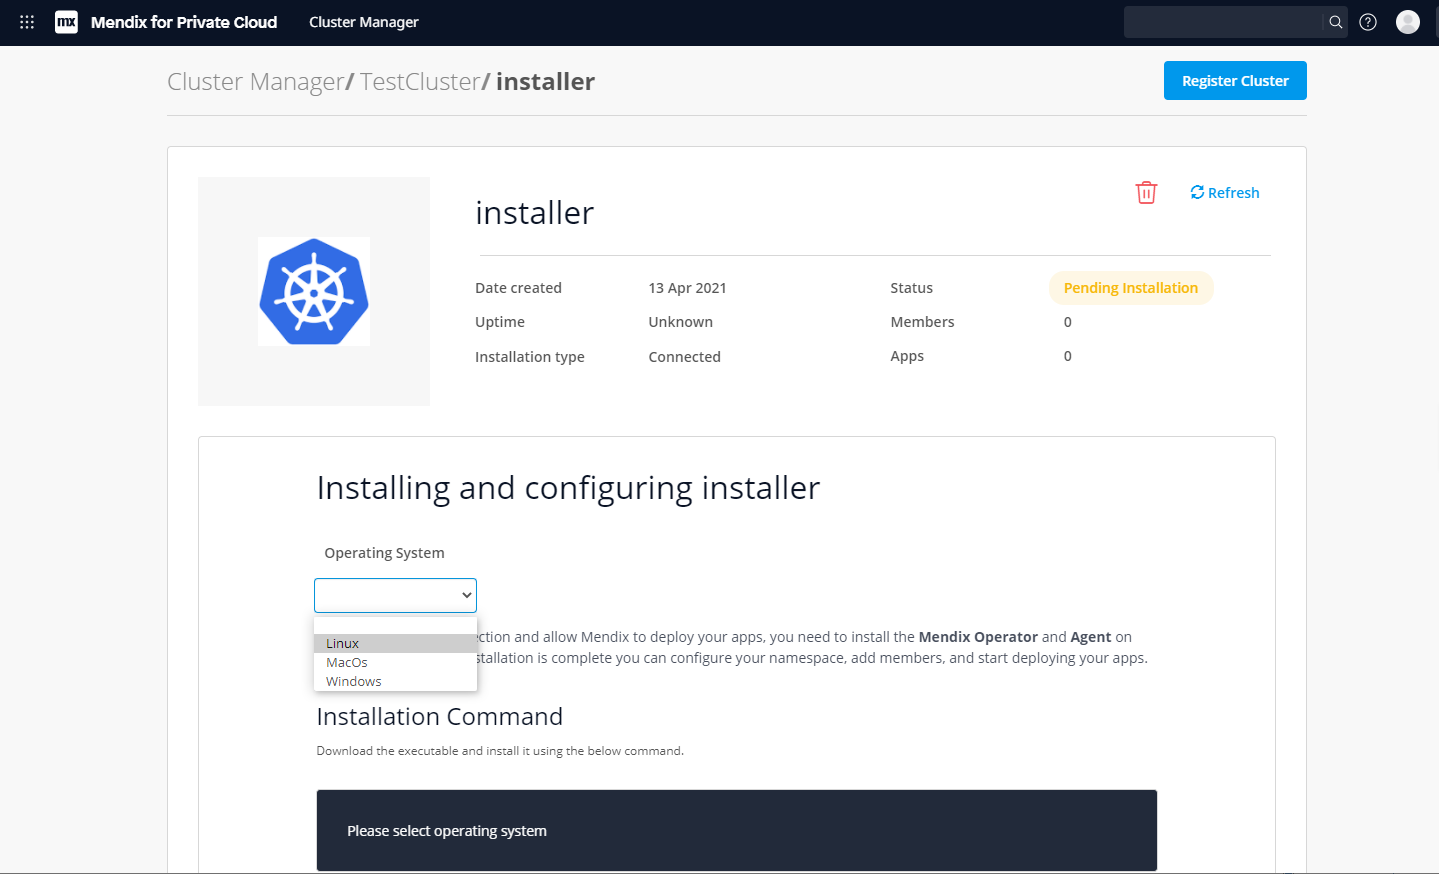 mx Mendix for Private Cloud Cluster Manager
Cluster Manager/ TestCluster/ installer
Register Cluster
installer
Refresh
Date created 13 Apr 2021 Status Pending Installation
Uptime Unknown Members 0
Installation type Connected Apps 0
Installing and configuring installer
Operating System
Linux
MacOs
Windows
and allow Mendix to deploy your apps, you need to install the Mendix Operator and Agent on
is complete you can configure your namespace, add members, and start deploying your apps.
Installation Command
Download the executable and install it using the below command.
Please select operating system